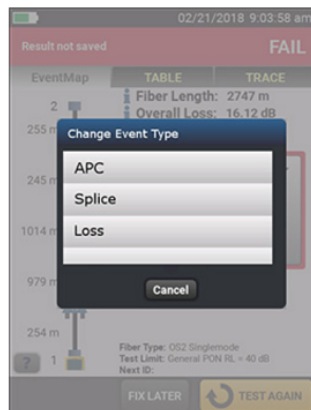 02/21/2018 9:03:58 am
Result not saved
FAIL
EventMap
TABLE
TRACE
2
Fiber Length: 2747 m
Overall Loss: 16.12 dB
255 m
Change Event Type
APC
245 m
Splice
1014 m
Loss
979 m
Cancel
254 m
Fiber Type: OS2 Singlemode
Test Limit: General PON RL = 40 dB
Next ID:
? 1
FIX LATER
TEST AGAIN